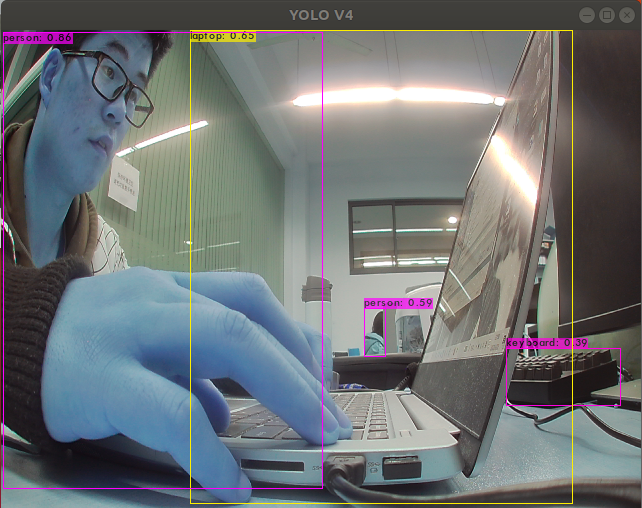 YOLO V4
person: 0.86
laptop: 0.65
person: 0.59
keyboard: 0.39